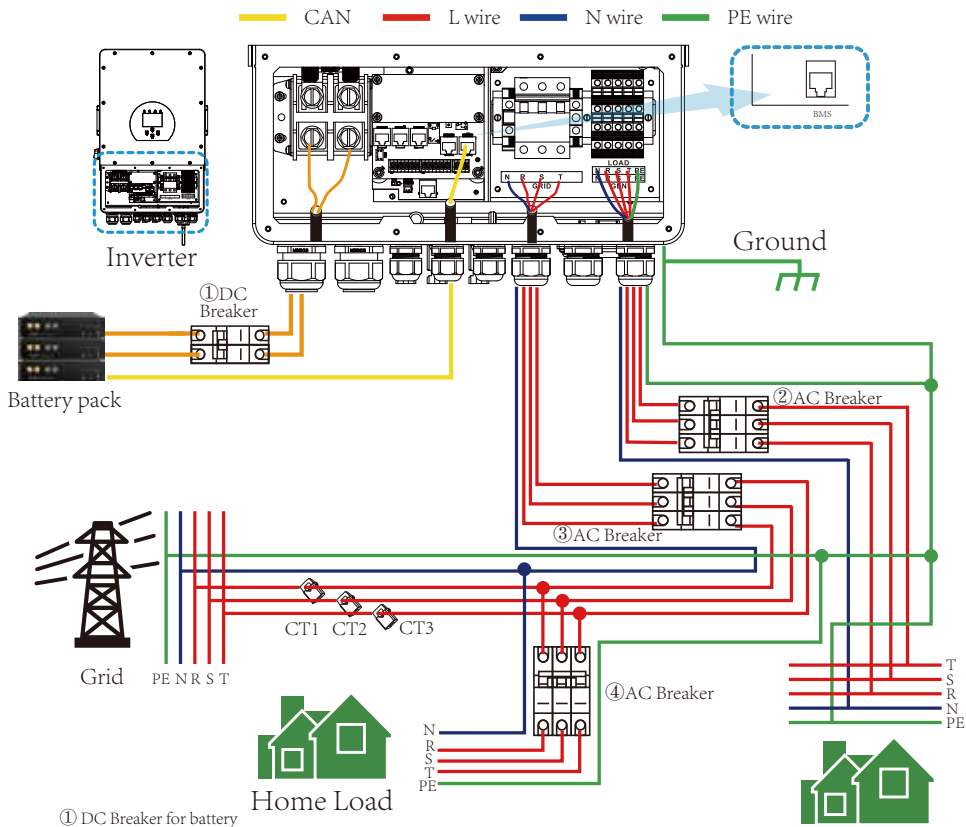 CAN L wire N wire PE wire
BMS
LOAD
N R S T PE
GEN
N R S T
GRID
Inverter
Ground
①DC
Breaker
Battery pack
②AC Breaker
③AC Breaker
CT1 CT2 CT3
Grid
PE N R S T
④AC Breaker
T
S
R
N
PE
N
R
S
T
PE
Home Load
① DC Breaker for battery